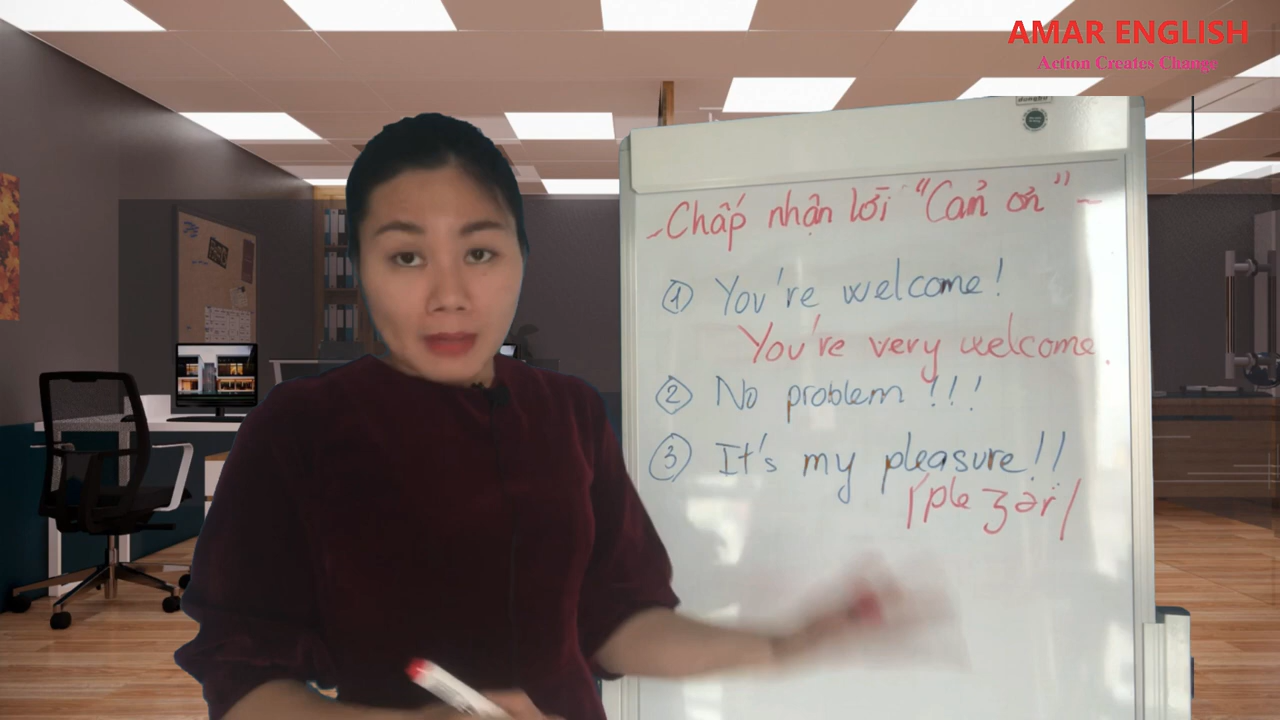 AMAR ENGLISH
Action Creates Change
~ Chấp nhận lời "Cảm ơn" ~
① You're welcome!
You're very welcome.
② No problem!!!
③ It's my pleasure!!
/ˈpleʒər/